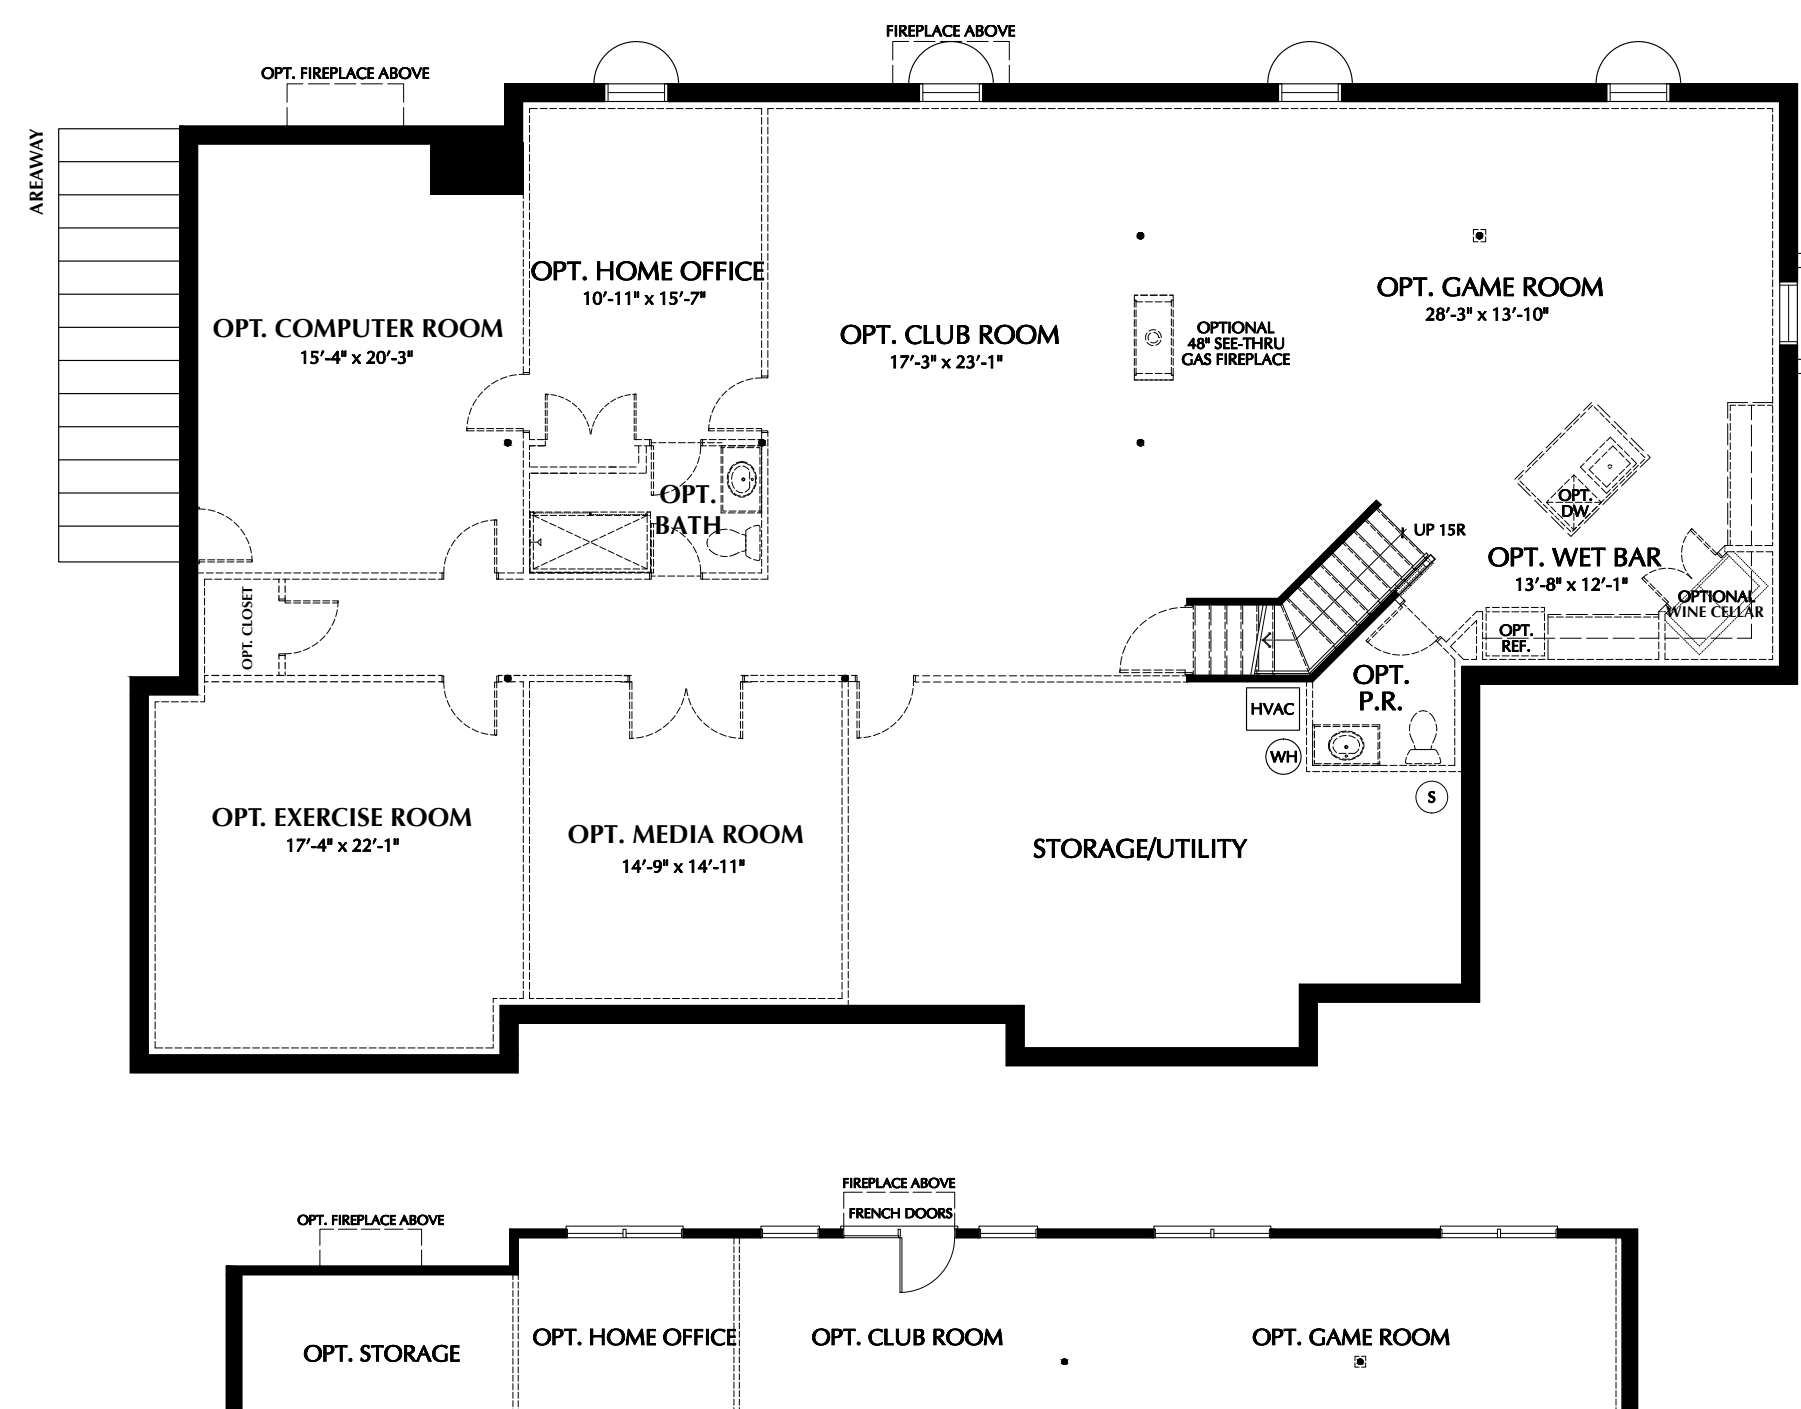 FIREPLACE ABOVE
OPT. FIREPLACE ABOVE
AREAWAY
OPT. HOME OFFICE
10'-11" x 15'-7"
OPT. GAME ROOM
28'-3" x 13'-10"
OPT. COMPUTER ROOM
15'-4" x 20'-3"
OPT. CLUB ROOM
17'-3" x 23'-1"
OPTIONAL
48" SEE-THRU
GAS FIREPLACE
OPT.
BATH
OPT.
DW
UP 15R
OPT. WET BAR
13'-8" x 12'-1"
OPTIONAL
WINE CELLAR
OPT. CLOSET
OPT.
REF.
OPT.
P.R.
HVAC
WH
S
OPT. EXERCISE ROOM
17'-4" x 22'-1"
OPT. MEDIA ROOM
14'-9" x 14'-11"
STORAGE/UTILITY
FIREPLACE ABOVE
FRENCH DOORS
OPT. FIREPLACE ABOVE
OPT. STORAGE
OPT. HOME OFFICE
OPT. CLUB ROOM
OPT. GAME ROOM